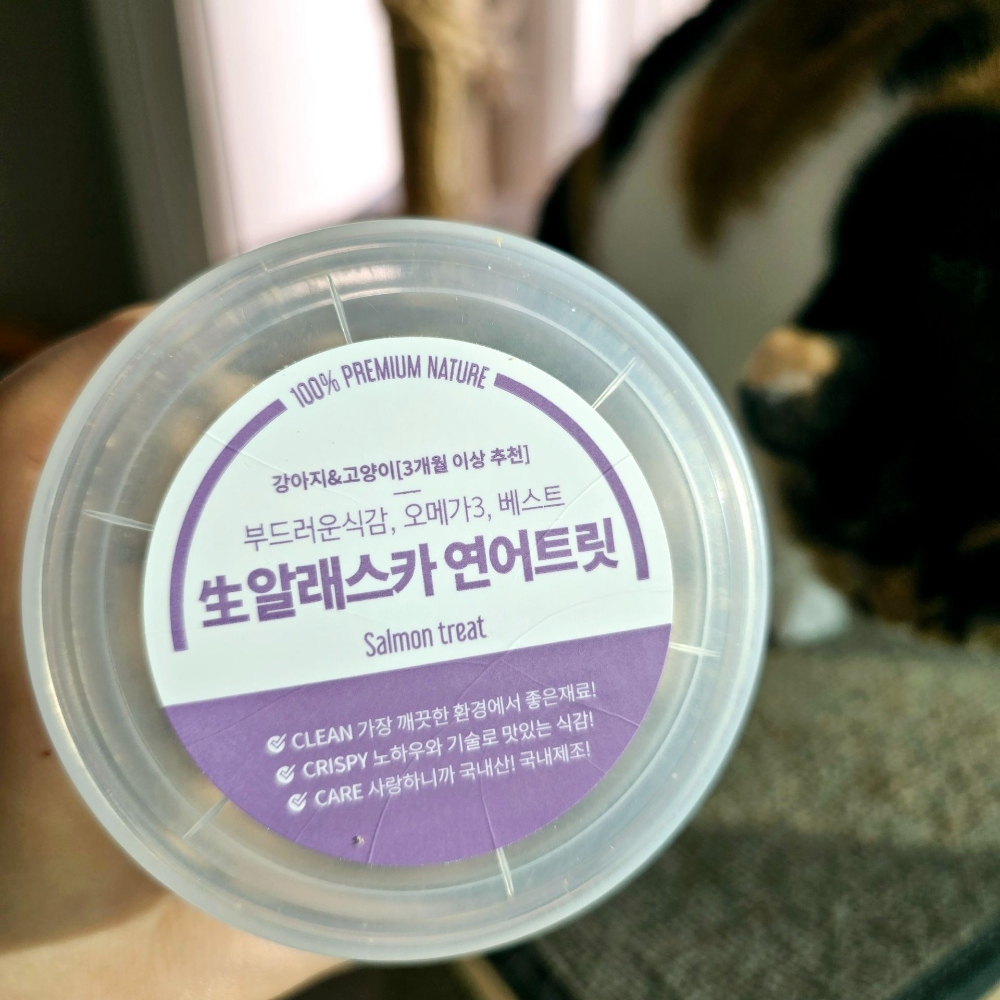 100% PREMIUM NATURE
강아지&고양이[3개월 이상 추천]
부드러운식감, 오메가3, 베스트
生알래스카 연어트릿
Salmon treat
CLEAN 가장 깨끗한 환경에서 좋은재료!
CRISPY 노하우와 기술로 맛있는 식감!
CARE 사랑하니까 국내산! 국내제조!